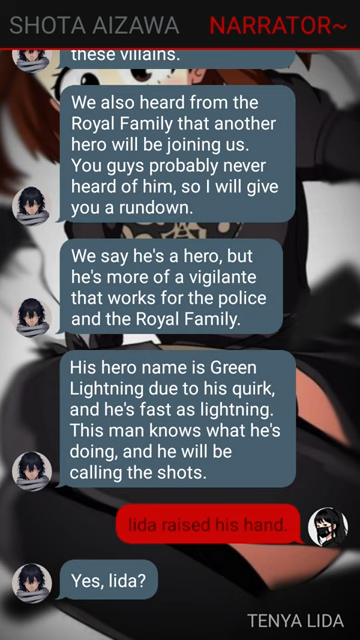 SHOTA AIZAWA NARRATOR~
these villains.
We also heard from the
Royal Family that another
hero will be joining us.
You guys probably never
heard of him, so I will give
you a rundown.
We say he's a hero, but
he's more of a vigilante
that works for the police
and the Royal Family.
His hero name is Green
Lightning due to his quirk,
and he's fast as lightning.
This man knows what he's
doing, and he will be
calling the shots.
Iida raised his hand.
Yes, Iida?
TENYA LIDA